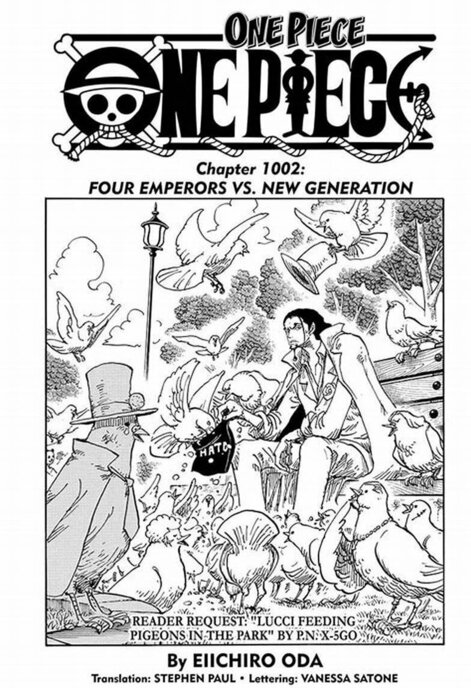 ONE PIECE
ONE PIECE
Chapter 1002:
FOUR EMPERORS VS. NEW GENERATION
HATO
READER REQUEST: "LUCCI FEEDING
PIGEONS IN THE PARK" BY P.N. X-5GO
By EIICHIRO ODA
Translation: STEPHEN PAUL • Lettering: VANESSA SATONE